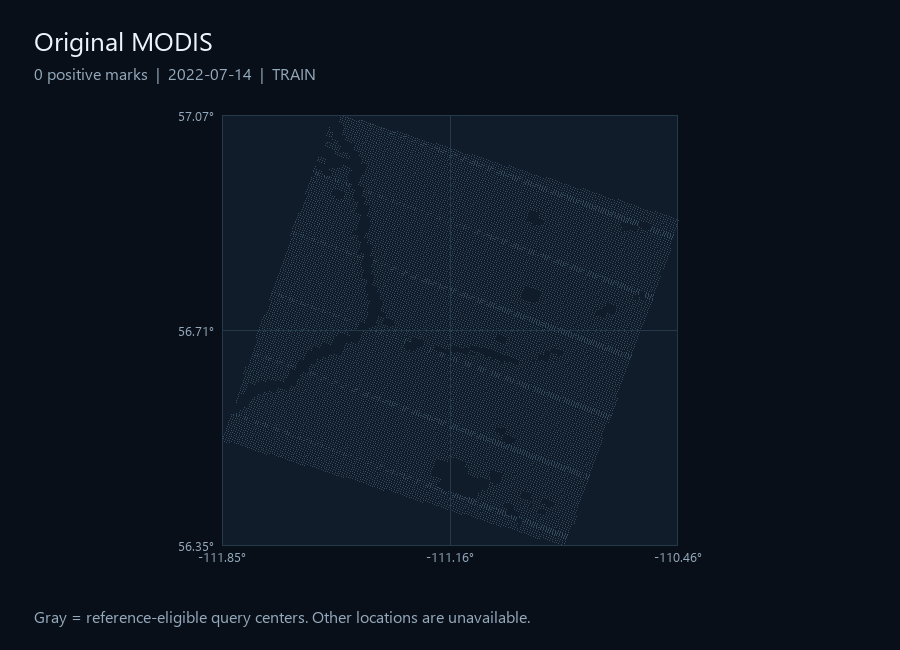 Original MODIS
0 positive marks | 2022-07-14 | TRAIN
57.07°
56.71°
56.35°
-111.85°
-111.16°
-110.46°
Gray = reference-eligible query centers. Other locations are unavailable.